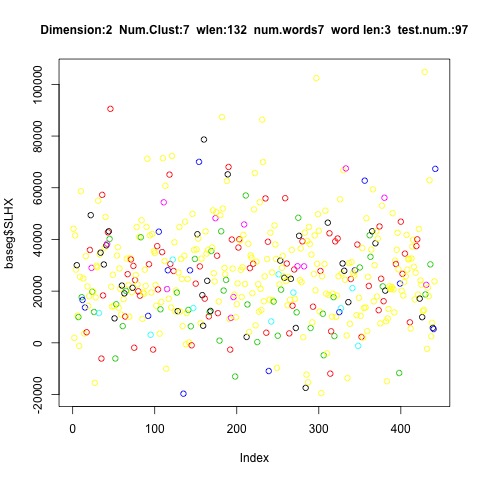 Dimension:2 Num.Clust:7 wlen:132 num.words7 word len:3 test.num.:97
100000
80000
60000
40000
20000
0
-20000
baseg$SLHX
0 100 200 300 400
Index